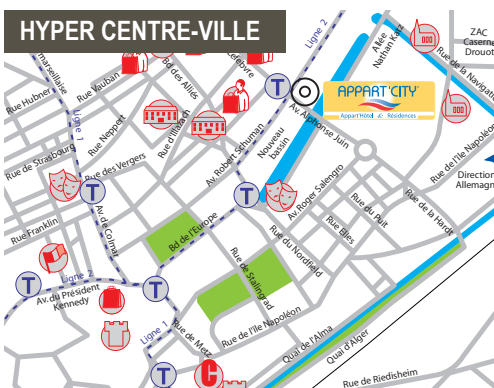 HYPER CENTRE-VILLE
Ligne 2
Allée
Nathan Katz
ZAC
Caserne
Drouot
Rue de la Navigation
marseillaise
Rue Hubner
Rue Vauban
Bd des Alliés
Lefebvre
T
APPART'CITY
Appart'Hôtel & Résidences
Av. Alphonse Juin
Ligne 1
Rue Neppert
Rue d'Illzach
Av. Robert Schuman
Nouveau
bassin
Rue de l'Ile Napoléon
Rue de Strasbourg
Rue des Vergers
Direction
Allemagne
T
T
Av. Roger Salengro
Av. de Colmar
Rue Franklin
Bd de l'Europe
Rue du Nordfield
Rue Elles
Rue du Puit
Rue de la Hardt
Ligne 2
T
T
Av. du Président
Kennedy
Rue de Stalingrad
Rue de l'Ile Napoléon
Ligne 1
Rue de Metz
Quai de l'Alma
Quai d'Alger
T
C
Rue de Riedisheim